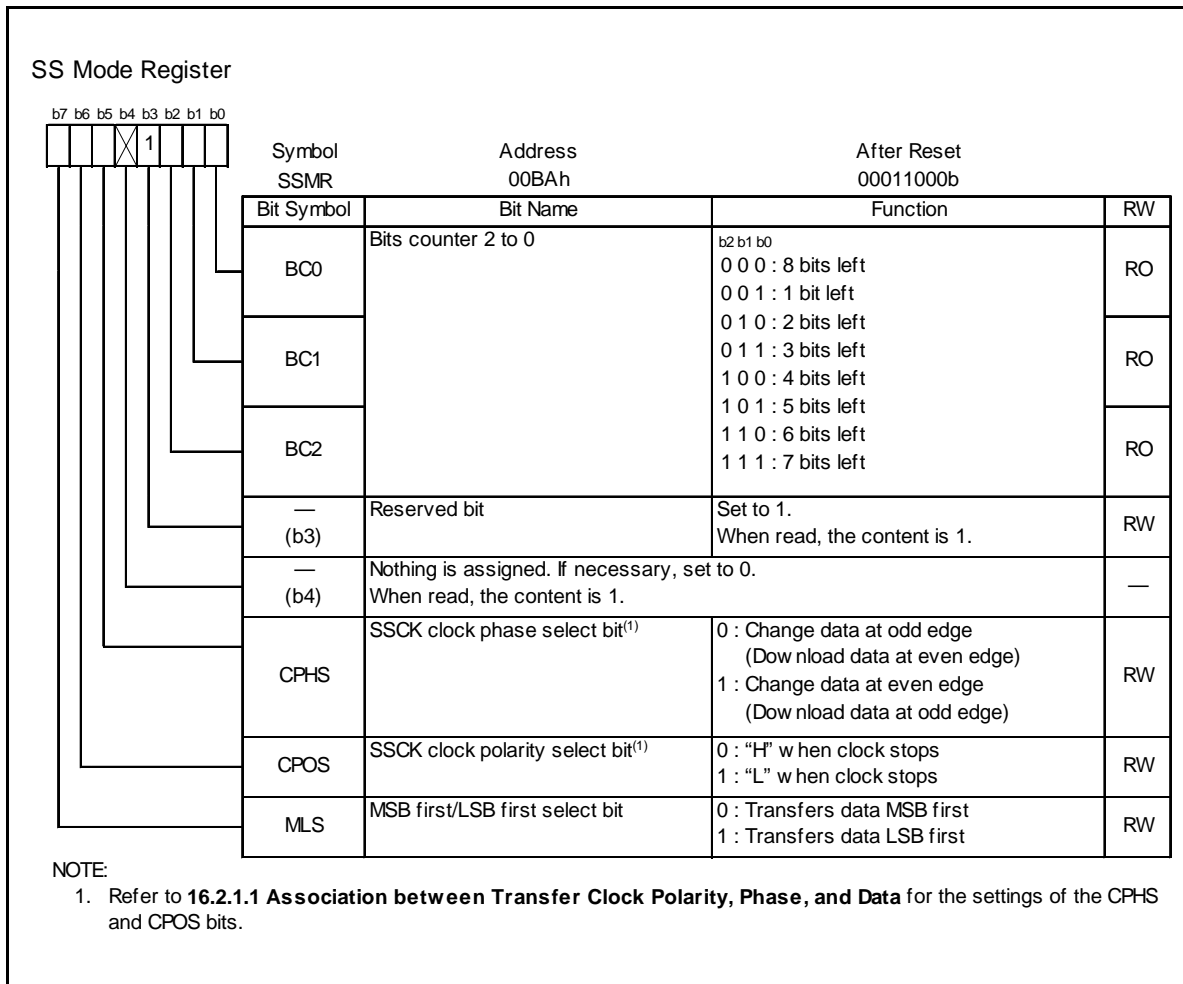 SS Mode Register
b7 b6 b5 b4 b3 b2 b1 b0
1
Symbol Address After Reset
SSMR 00BAh 00011000b
Bit Symbol Bit Name Function RW
BC0 Bits counter 2 to 0 b2 b1 b0
0 0 0 : 8 bits left RO
0 0 1 : 1 bit left
0 1 0 : 2 bits left
BC1 0 1 1 : 3 bits left RO
1 0 0 : 4 bits left
1 0 1 : 5 bits left
BC2 1 1 0 : 6 bits left RO
1 1 1 : 7 bits left
— Reserved bit Set to 1. RW
(b3) When read, the content is 1.
— Nothing is assigned. If necessary, set to 0. —
(b4) When read, the content is 1.
CPHS SSCK clock phase select bit(1) 0 : Change data at odd edge RW
(Download data at even edge)
1 : Change data at even edge
(Download data at odd edge)
CPOS SSCK clock polarity select bit(1) 0 : “H” when clock stops RW
1 : “L” when clock stops
MLS MSB first/LSB first select bit 0 : Transfers data MSB first RW
1 : Transfers data LSB first
NOTE:
1. Refer to 16.2.1.1 Association between Transfer Clock Polarity, Phase, and Data for the settings of the CPHS
and CPOS bits.